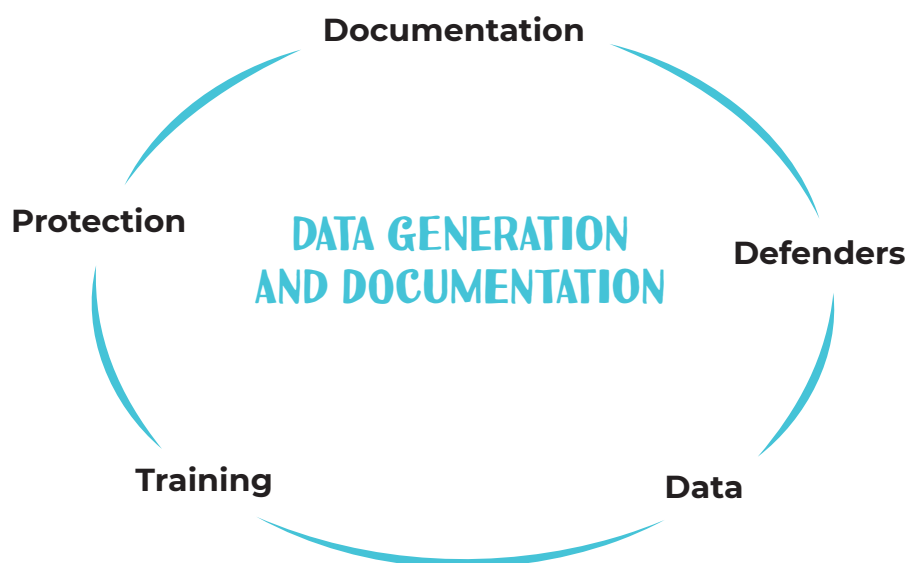 Documentation
Protection
DATA GENERATION
AND DOCUMENTATION
Defenders
Training
Data